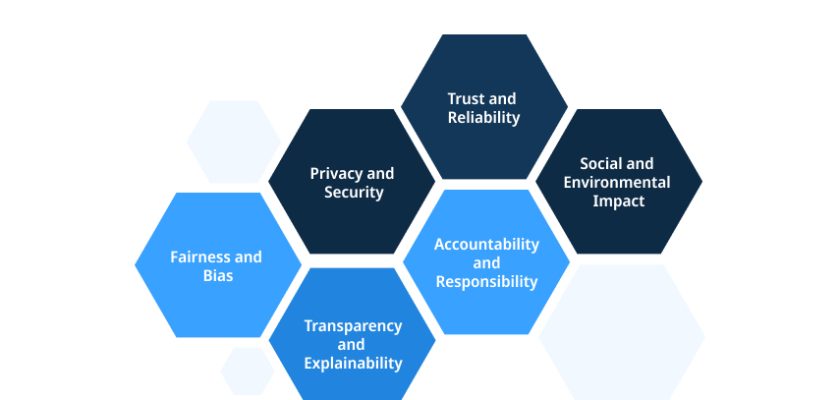 Trust and
Reliability
Privacy and
Security
Social and
Environmental
Impact
Fairness and
Bias
Accountability
and
Responsibility
Transparency
and
Explainability